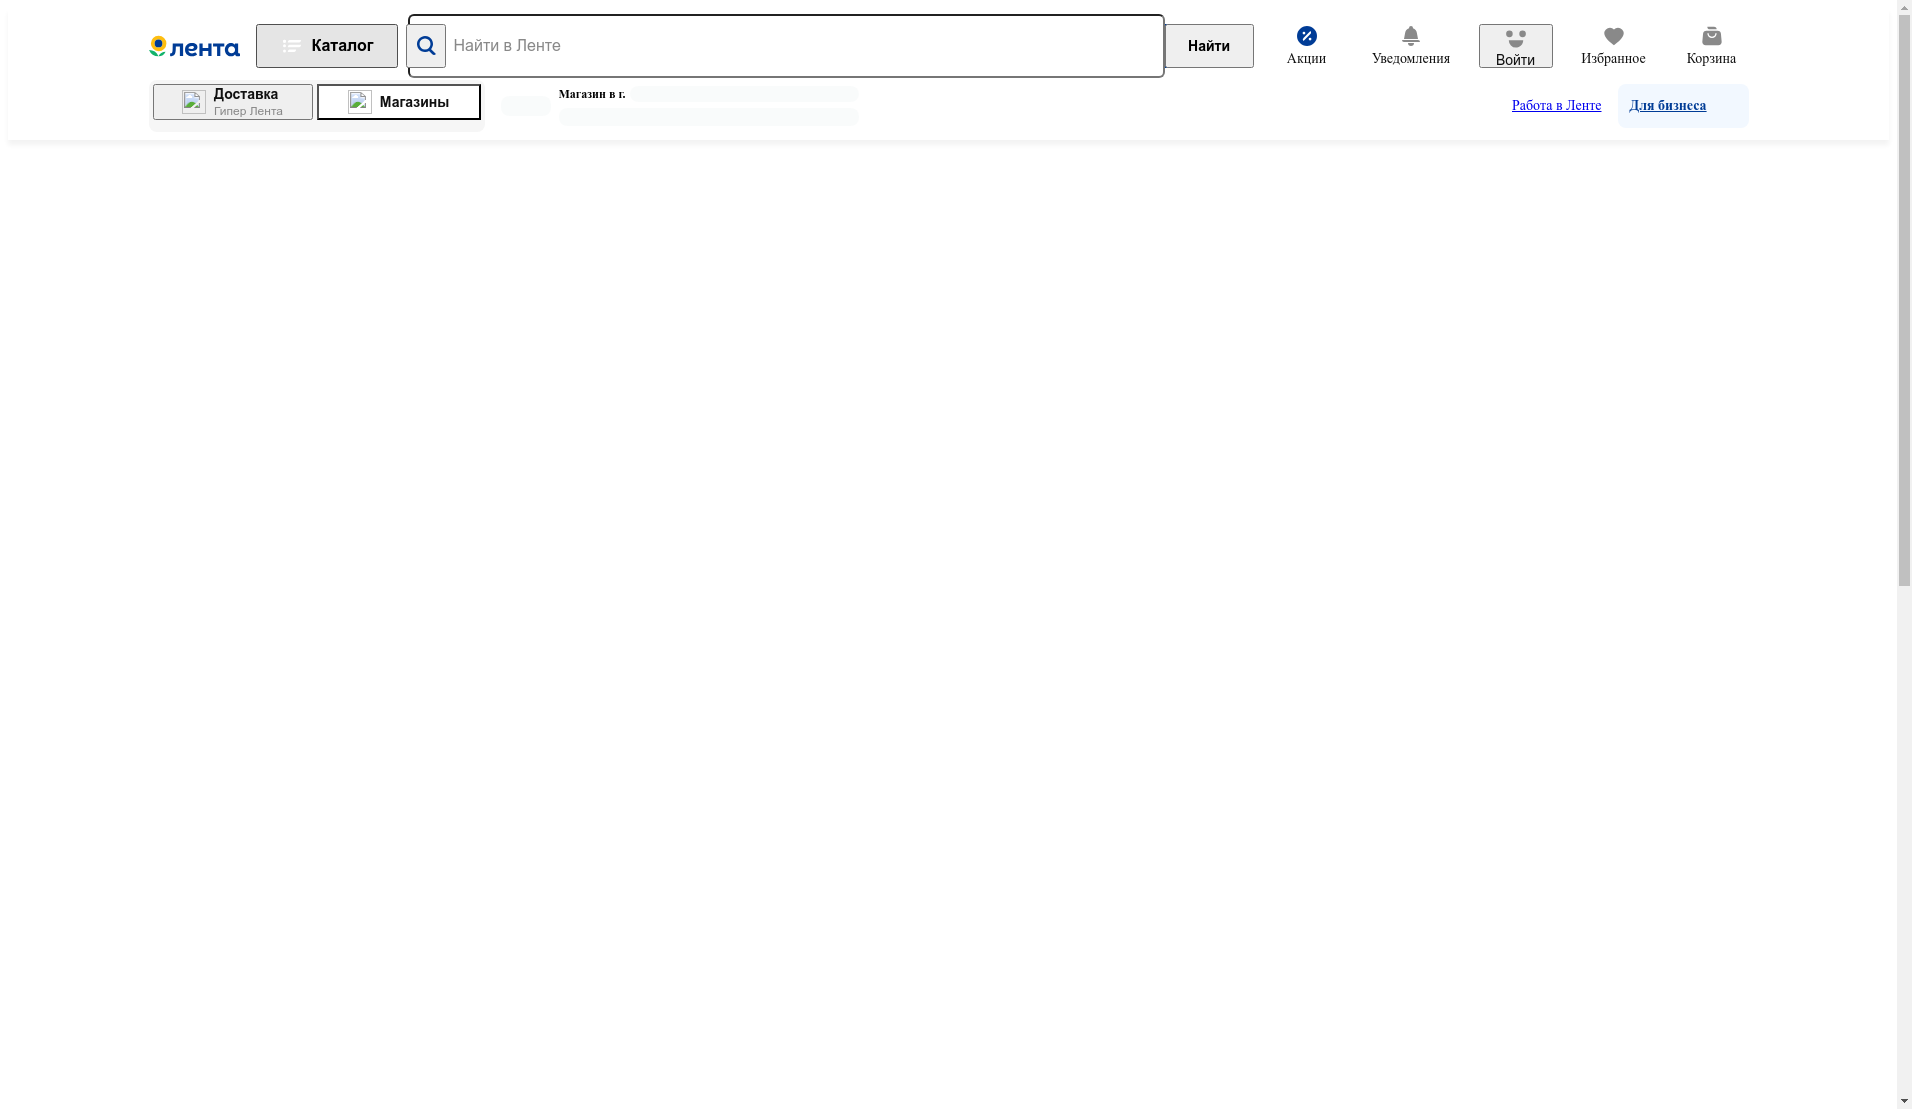 лента
Каталог
Найти в Ленте
Найти
Акции
Уведомления
Войти
Избранное
Корзина
Доставка
Гипер Лента
Магазины
Магазин в г.
Работа в Ленте
Для бизнеса